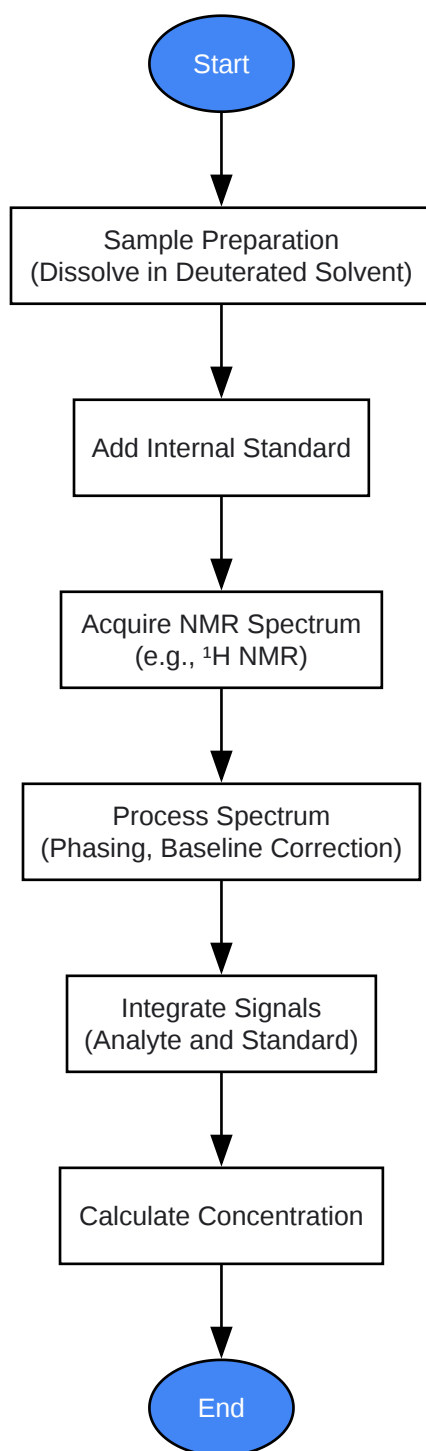 Start
Sample Preparation
(Dissolve in Deuterated Solvent)
Add Internal Standard
Acquire NMR Spectrum
(e.g., ¹H NMR)
Process Spectrum
(Phasing, Baseline Correction)
Integrate Signals
(Analyte and Standard)
Calculate Concentration
End